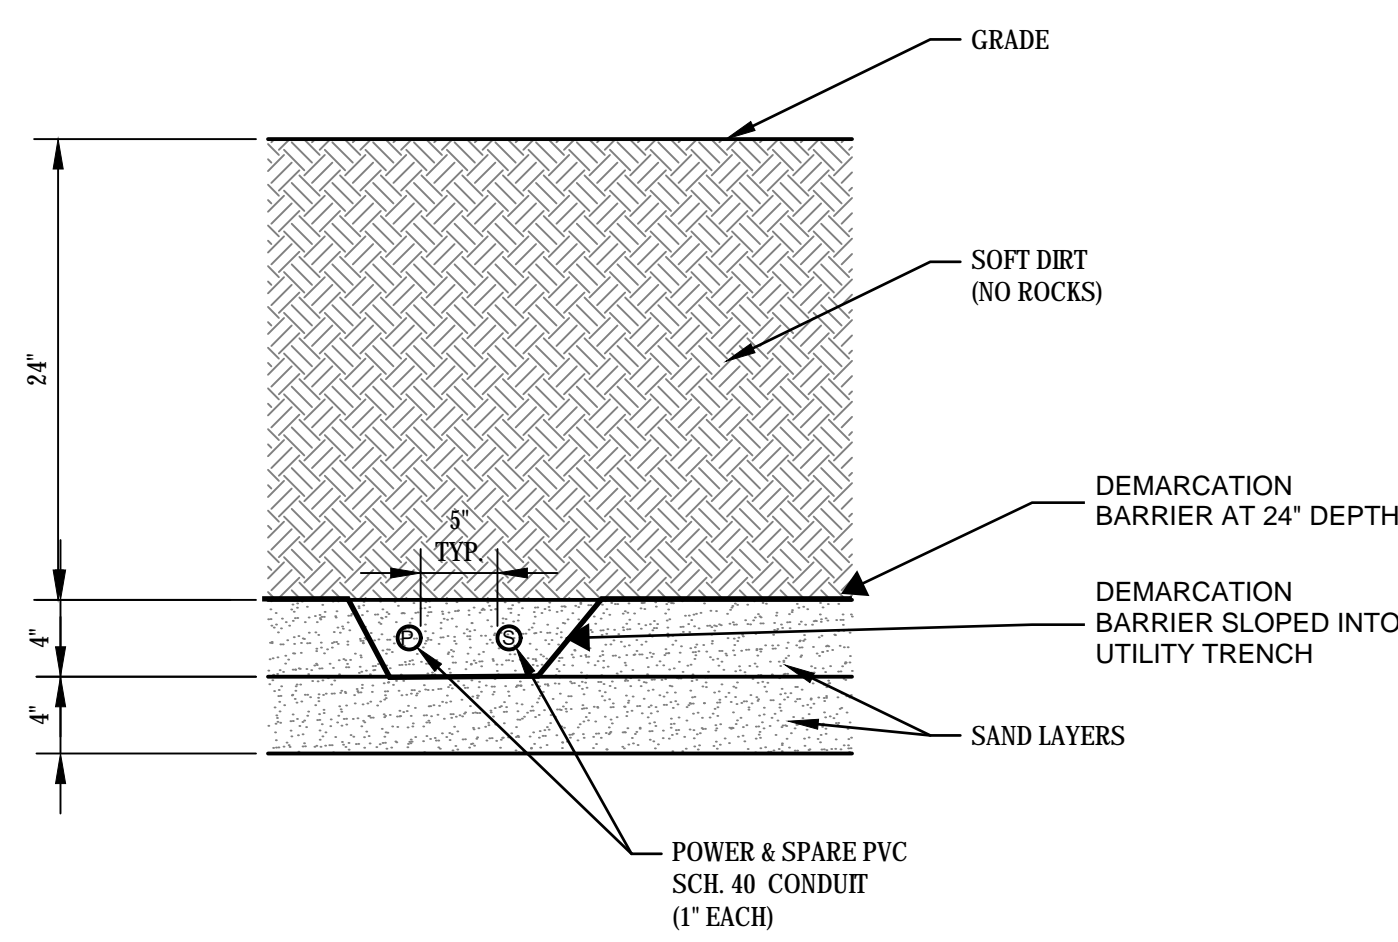 GRADE
SOFT DIRT
(NO ROCKS)
24"
DEMARCATION
BARRIER AT 24" DEPTH
5"
TYP.
DEMARCATION
BARRIER SLOPED INTO
UTILITY TRENCH
4"
P
S
4"
SAND LAYERS
POWER & SPARE PVC
SCH. 40 CONDUIT
(1" EACH)